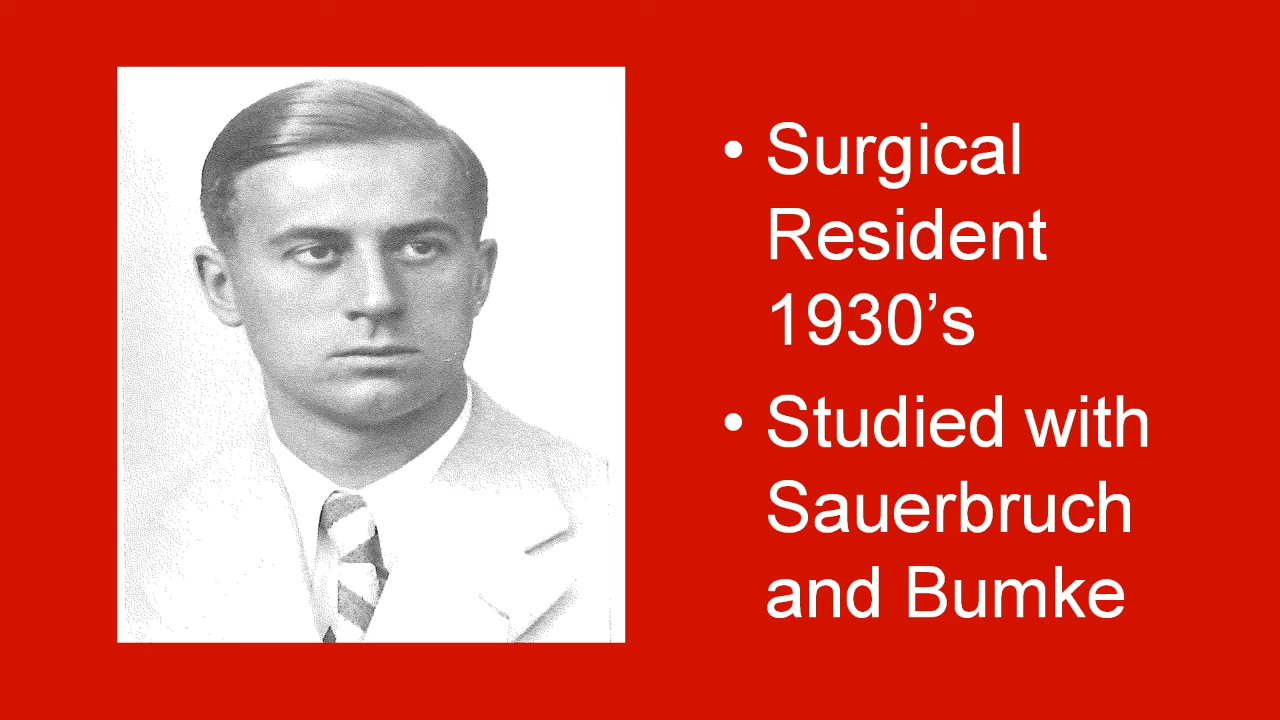 • Surgical
Resident
1930’s
• Studied with
Sauerbruch
and Bumke